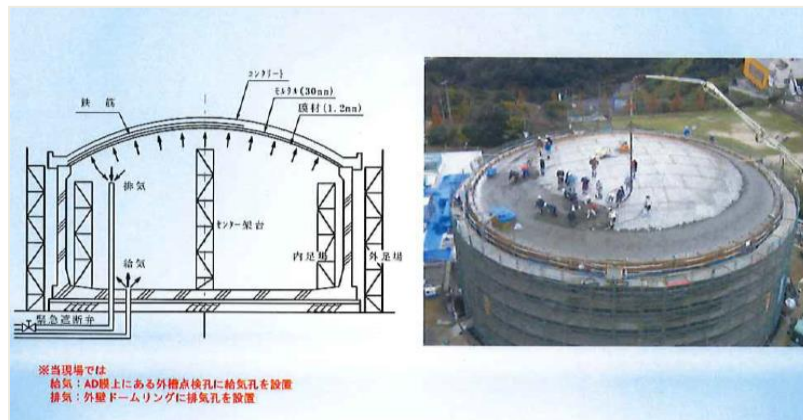 コンクリート
鉄筋
モルタル(30mm)
膜材(1.2mm)
排気
センター架台
給気
内足場
外足場
緊急遮断弁
※当現場では
給気:AD膜上にある外槽点検孔に給気孔を設置
排気:外壁ドームリングに排気孔を設置